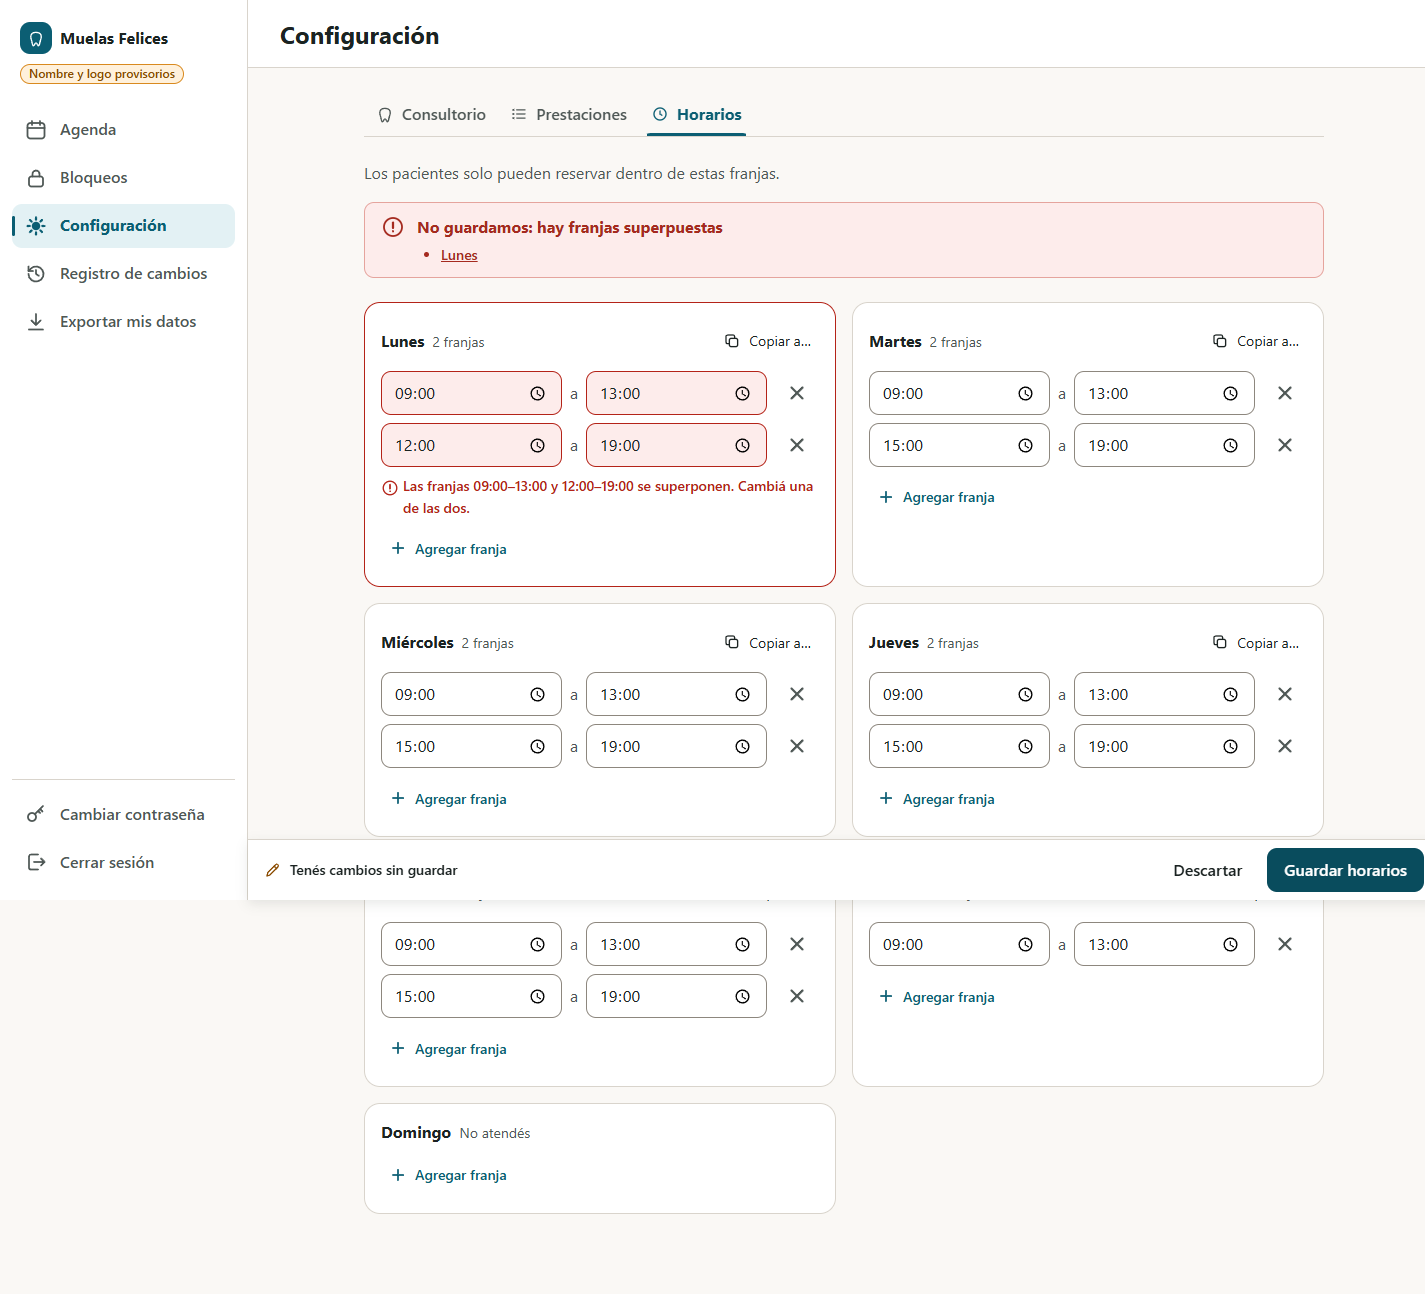 Muelas Felices
Nombre y logo provisorios
Agenda
Bloqueos
Configuración
Registro de cambios
Exportar mis datos
Cambiar contraseña
Cerrar sesión
Configuración
Consultorio
Prestaciones
Horarios
Los pacientes solo pueden reservar dentro de estas franjas.
No guardamos: hay franjas superpuestas
• Lunes
Lunes 2 franjas Copiar a...
09:00 a 13:00
12:00 a 19:00
Las franjas 09:00–13:00 y 12:00–19:00 se superponen. Cambiá una
de las dos.
Agregar franja
Martes 2 franjas Copiar a...
09:00 a 13:00
15:00 a 19:00
Agregar franja
Miércoles 2 franjas Copiar a...
09:00 a 13:00
15:00 a 19:00
Agregar franja
Jueves 2 franjas Copiar a...
09:00 a 13:00
15:00 a 19:00
Agregar franja
Tenés cambios sin guardar
Descartar
Guardar horarios
09:00 a 13:00
15:00 a 19:00
Agregar franja
09:00 a 13:00
Agregar franja
Domingo No atendés
Agregar franja